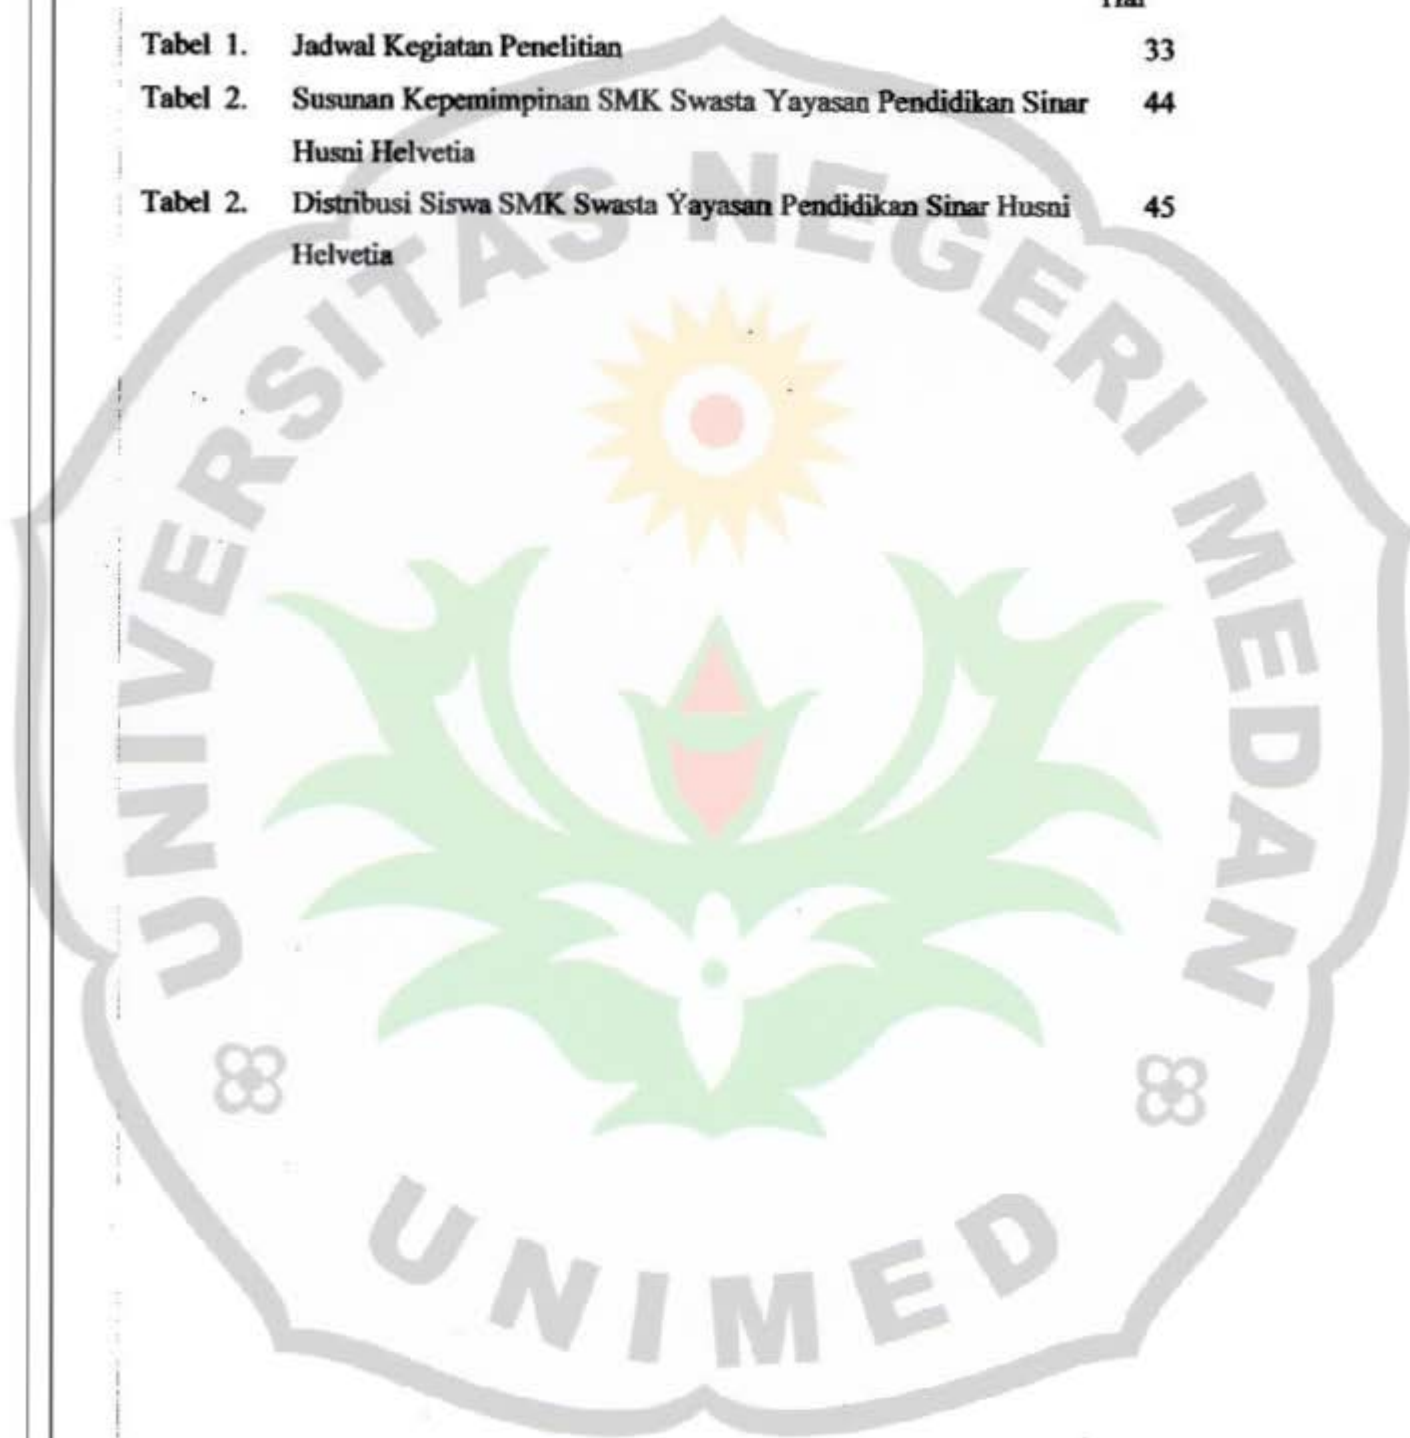 Hal
Tabel 1. Jadwal Kegiatan Penelitian 33
Tabel 2. Susunan Kepemimpinan SMK Swasta Yayasan Pendidikan Sinar 44
Husni Helvetia
Tabel 2. Distribusi Siswa SMK Swasta Yayasan Pendidikan Sinar Husni 45
Helvetia
UNIVERSITAS NEGERI MEDAN
UNIMED